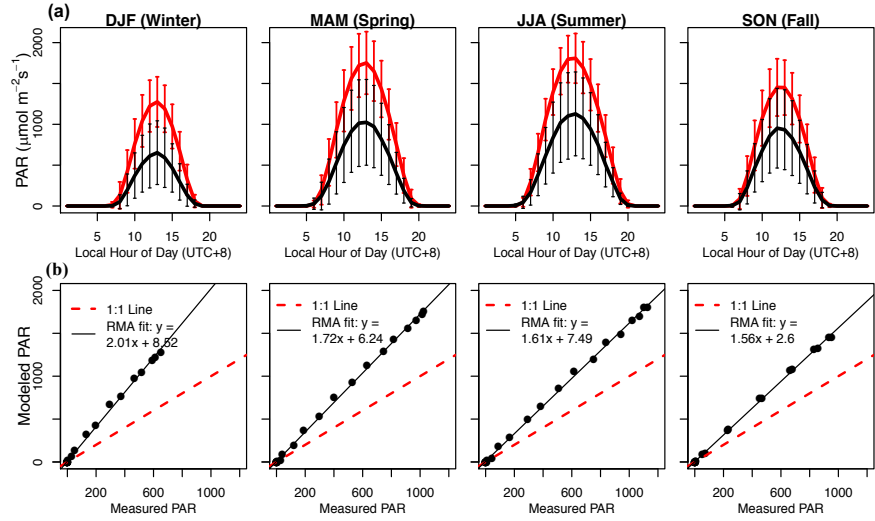 (a)
DJF (Winter)
MAM (Spring)
JJA (Summer)
SON (Fall)
PAR (μmol m−2s−1)
0
1000
2000
5
10
15
20
5
10
15
20
5
10
15
20
5
10
15
20
Local Hour of Day (UTC+8)
Local Hour of Day (UTC+8)
Local Hour of Day (UTC+8)
Local Hour of Day (UTC+8)
(b)
Modeled PAR
0
1000
2000
1:1 Line
RMA fit: y =
2.01x + 8.52
1:1 Line
RMA fit: y =
1.72x + 6.24
1:1 Line
RMA fit: y =
1.61x + 7.49
1:1 Line
RMA fit: y =
1.56x + 2.6
200
600
1000
200
600
1000
200
600
1000
200
600
1000
Measured PAR
Measured PAR
Measured PAR
Measured PAR